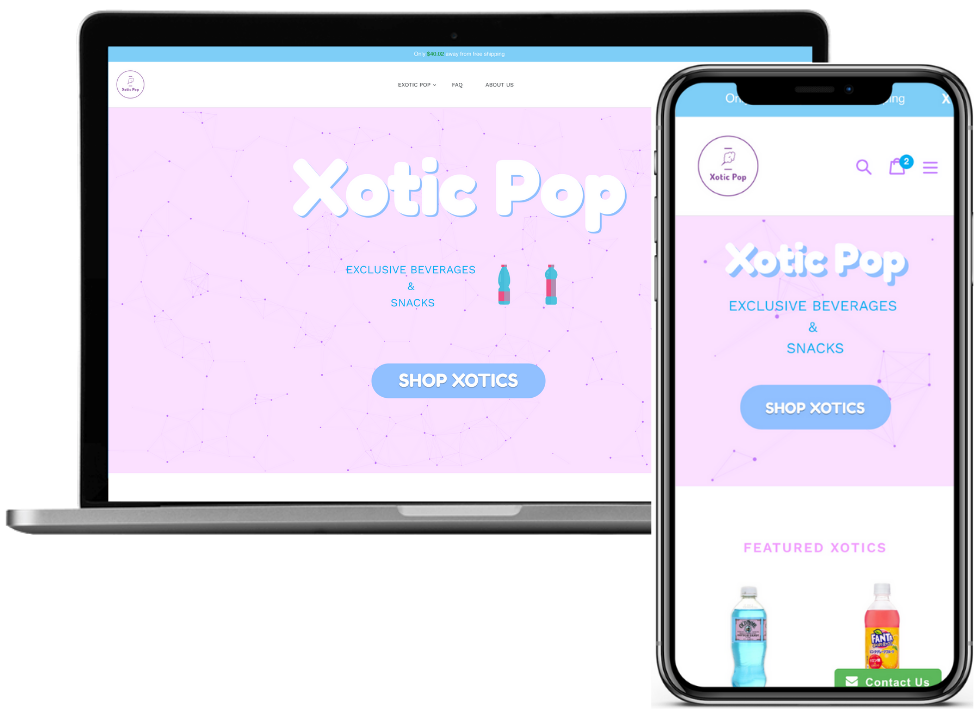 Only $40.00 away from free shipping
Xotic Pop
EXOTIC POP
FAQ
ABOUT US
Xotic Pop
EXCLUSIVE BEVERAGES
&
SNACKS
SHOP XOTICS
On
ing
X
Xotic Pop
2
Xotic Pop
EXCLUSIVE BEVERAGES
&
SNACKS
SHOP XOTICS
FEATURED XOTICS
FANTA
Contact Us